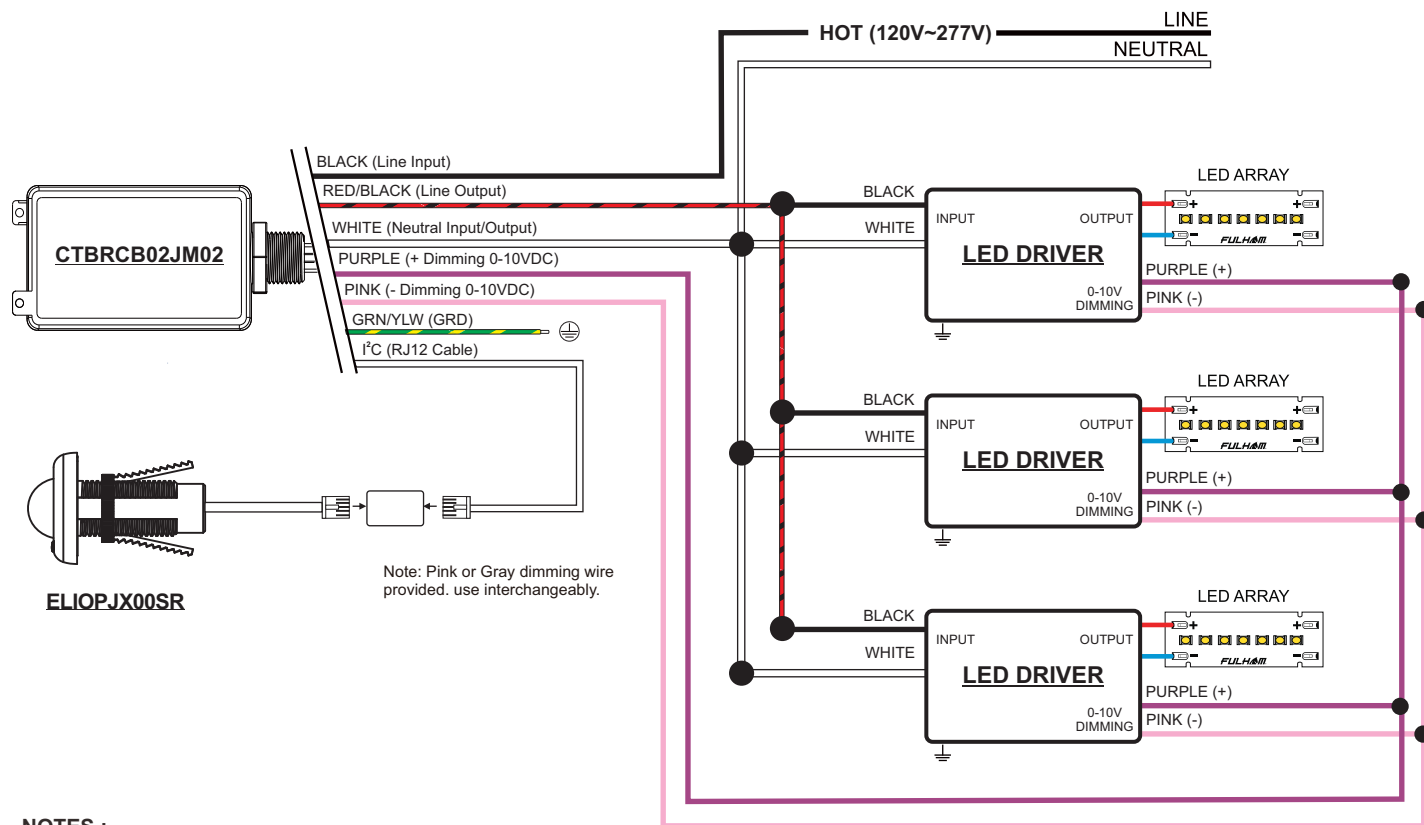 LINE
HOT (120V~277V)
NEUTRAL
BLACK (Line Input)
RED/BLACK (Line Output)
WHITE (Neutral Input/Output)
PURPLE (+ Dimming 0-10VDC)
PINK (- Dimming 0-10VDC)
GRN/YLW (GRD)
I²C (RJ12 Cable)
CTBRCB02JM02
ELIOPJX00SR
Note: Pink or Gray dimming wire
provided. use interchangeably.
BLACK
WHITE
INPUT
OUTPUT
LED DRIVER
0-10V
DIMMING
LED ARRAY
+ +
- -
FULHAM
PURPLE (+)
PINK (-)
BLACK
WHITE
INPUT
OUTPUT
LED DRIVER
0-10V
DIMMING
LED ARRAY
+ +
- -
FULHAM
PURPLE (+)
PINK (-)
BLACK
WHITE
INPUT
OUTPUT
LED DRIVER
0-10V
DIMMING
LED ARRAY
+ +
- -
FULHAM
PURPLE (+)
PINK (-)
NOTES :